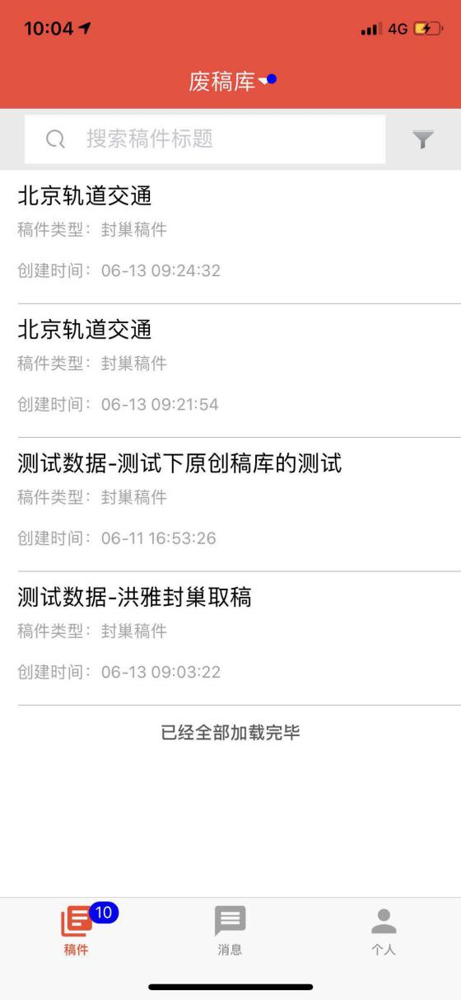 10:04
4G
废稿库
搜索稿件标题
北京轨道交通
稿件类型：封巢稿件
创建时间：06-13 09:24:32
北京轨道交通
稿件类型：封巢稿件
创建时间：06-13 09:21:54
测试数据-测试下原创稿库的测试
稿件类型：封巢稿件
创建时间：06-11 16:53:26
测试数据-洪雅封巢取稿
稿件类型：封巢稿件
创建时间：06-13 09:03:22
已经全部加载完毕
10
稿件
消息
个人